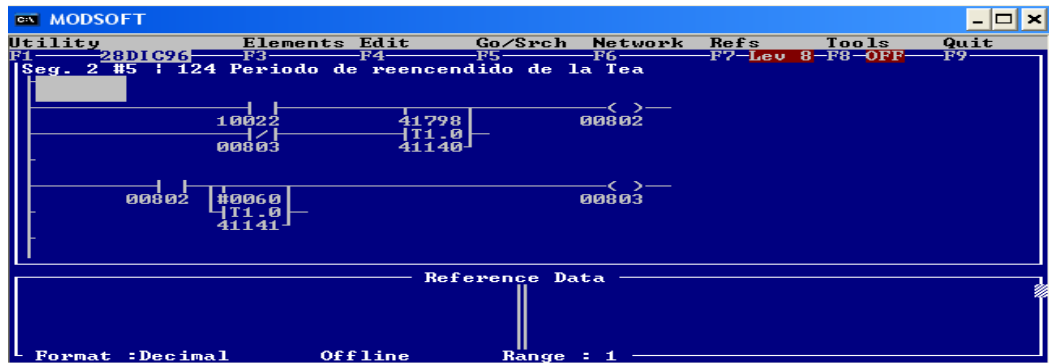 MODSOFT
Utility Elements Edit Go/Srch Network Refs Tools Quit
F1 28DIG96 F3 F4 F5 F6 F7-Lev 8-F8-OFF F9
Seg. 2 #5 : 124 Periodo de reencendido de la Tea
10022 41798 00802
T1.0
00803 41140
00802 #0060 00803
T1.0
41141
Reference Data
Format :Decimal Offline Range : 1